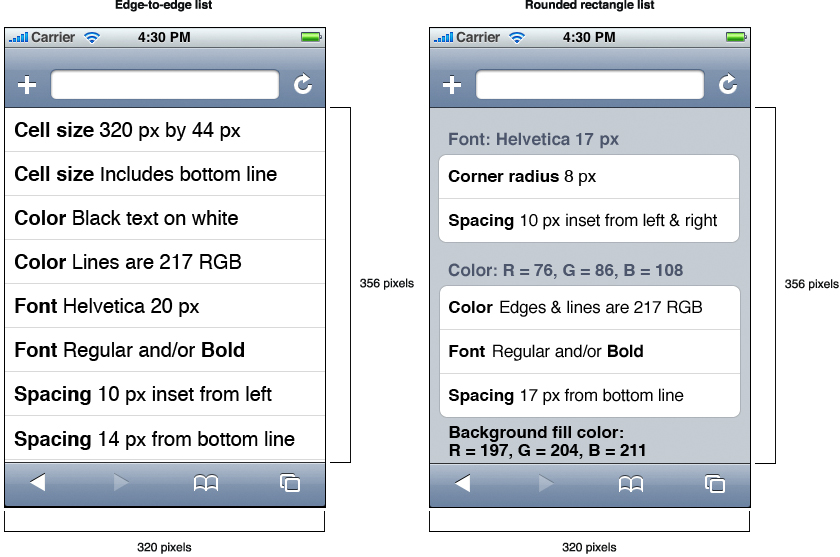 Edge-to-edge list
Carrier 4:30 PM
Cell size 320 px by 44 px
Cell size Includes bottom line
Color Black text on white
Color Lines are 217 RGB
Font Helvetica 20 px
Font Regular and/or Bold
Spacing 10 px inset from left
Spacing 14 px from bottom line
356 pixels
320 pixels
Rounded rectangle list
Carrier 4:30 PM
Font: Helvetica 17 px
Corner radius 8 px
Spacing 10 px inset from left & right
Color: R = 76, G = 86, B = 108
Color Edges & lines are 217 RGB
Font Regular and/or Bold
Spacing 17 px from bottom line
Background fill color:
R = 197, G = 204, B = 211
356 pixels
320 pixels